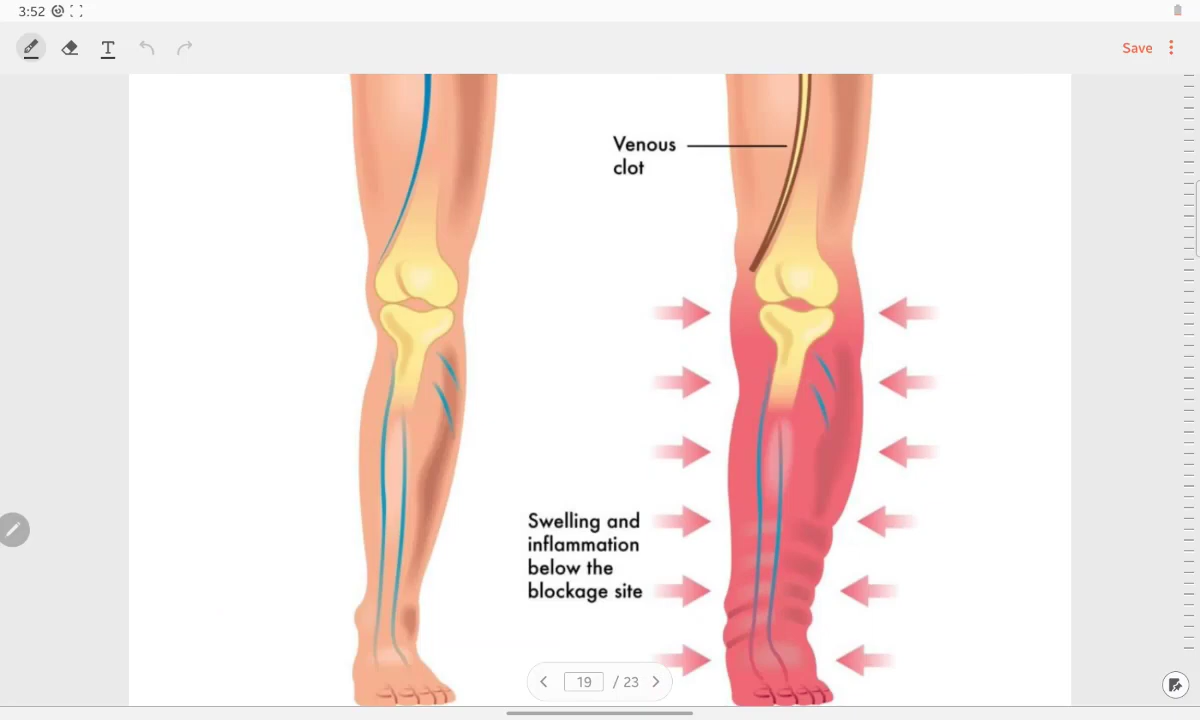 3:52
T
Save
Venous
clot
Swelling and
inflammation
below the
blockage site
19 / 23